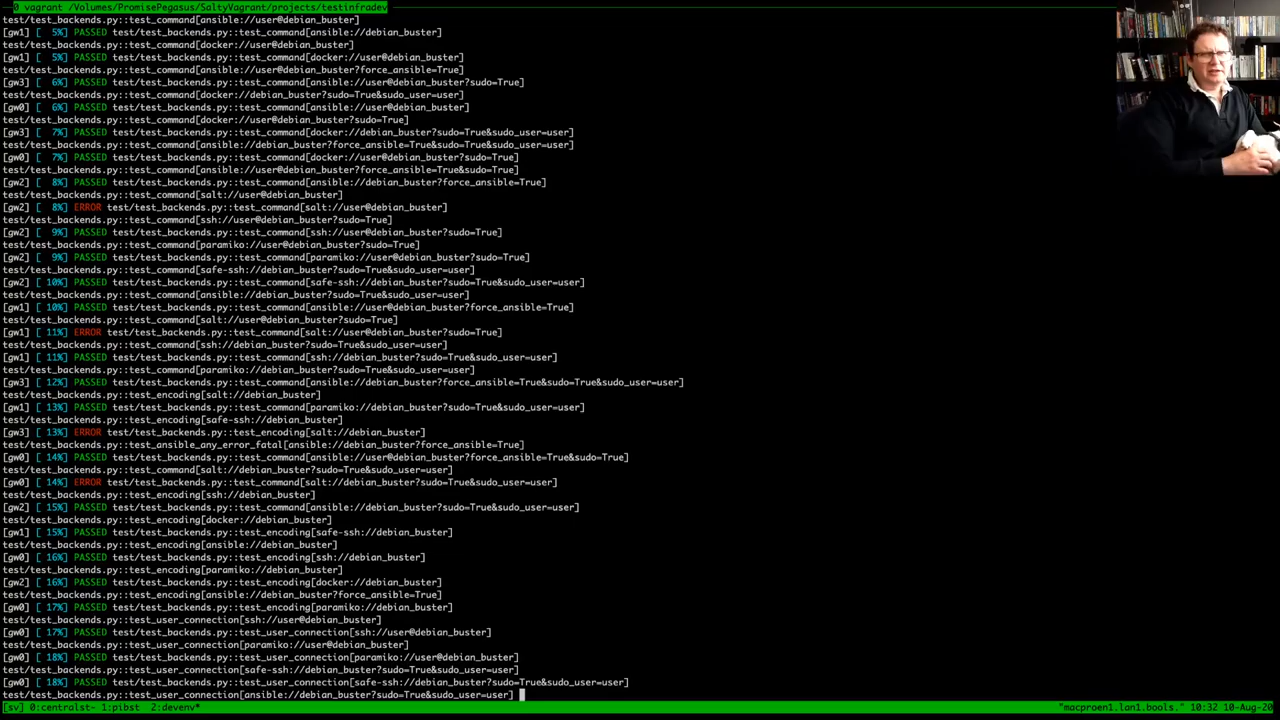 0 vagrant /Volumes/PromisePegasus/SaltyVagrant/projects/testinfradev
test/test_backends.py::test_command[ansible://user@debian_buster]
[gw1] [  5%] PASSED test/test_backends.py::test_command[ansible://debian_buster]
test/test_backends.py::test_command[docker://user@debian_buster]
[gw1] [  5%] PASSED test/test_backends.py::test_command[docker://user@debian_buster]
test/test_backends.py::test_command[ansible://user@debian_buster?force_ansible=True]
[gw3] [  6%] PASSED test/test_backends.py::test_command[ansible://user@debian_buster?sudo=True]
test/test_backends.py::test_command[docker://debian_buster?sudo=True&sudo_user=user]
[gw0] [  6%] PASSED test/test_backends.py::test_command[ansible://user@debian_buster]
test/test_backends.py::test_command[docker://user@debian_buster?sudo=True]
[gw3] [  7%] PASSED test/test_backends.py::test_command[docker://debian_buster?sudo=True&sudo_user=user]
test/test_backends.py::test_command[ansible://debian_buster?force_ansible=True&sudo=True&sudo_user=user]
[gw0] [  7%] PASSED test/test_backends.py::test_command[docker://user@debian_buster?sudo=True]
test/test_backends.py::test_command[ansible://user@debian_buster?force_ansible=True&sudo=True]
[gw2] [  8%] PASSED test/test_backends.py::test_command[ansible://debian_buster?force_ansible=True]
test/test_backends.py::test_command[salt://user@debian_buster]
[gw2] [  8%] ERROR test/test_backends.py::test_command[salt://user@debian_buster]
test/test_backends.py::test_command[ssh://user@debian_buster?sudo=True]
[gw2] [  9%] PASSED test/test_backends.py::test_command[ssh://user@debian_buster?sudo=True]
test/test_backends.py::test_command[paramiko://user@debian_buster?sudo=True]
[gw2] [  9%] PASSED test/test_backends.py::test_command[paramiko://user@debian_buster?sudo=True]
test/test_backends.py::test_command[safe-ssh://debian_buster?sudo=True&sudo_user=user]
[gw2] [ 10%] PASSED test/test_backends.py::test_command[safe-ssh://debian_buster?sudo=True&sudo_user=user]
test/test_backends.py::test_command[ansible://debian_buster?sudo=True&sudo_user=user]
[gw1] [ 10%] PASSED test/test_backends.py::test_command[ansible://user@debian_buster?force_ansible=True]
test/test_backends.py::test_command[salt://user@debian_buster?sudo=True]
[gw1] [ 11%] ERROR test/test_backends.py::test_command[salt://user@debian_buster?sudo=True]
test/test_backends.py::test_command[ssh://debian_buster?sudo=True&sudo_user=user]
[gw1] [ 11%] PASSED test/test_backends.py::test_command[ssh://debian_buster?sudo=True&sudo_user=user]
test/test_backends.py::test_command[paramiko://debian_buster?sudo=True&sudo_user=user]
[gw3] [ 12%] PASSED test/test_backends.py::test_command[ansible://debian_buster?force_ansible=True&sudo=True&sudo_user=user]
test/test_backends.py::test_encoding[salt://debian_buster]
[gw1] [ 13%] PASSED test/test_backends.py::test_command[paramiko://debian_buster?sudo=True&sudo_user=user]
test/test_backends.py::test_encoding[safe-ssh://debian_buster]
[gw3] [ 13%] ERROR test/test_backends.py::test_encoding[salt://debian_buster]
test/test_backends.py::test_ansible_any_error_fatal[ansible://debian_buster?force_ansible=True]
[gw0] [ 14%] PASSED test/test_backends.py::test_command[ansible://user@debian_buster?force_ansible=True&sudo=True]
test/test_backends.py::test_command[salt://debian_buster?sudo=True&sudo_user=user]
[gw0] [ 14%] ERROR test/test_backends.py::test_command[salt://debian_buster?sudo=True&sudo_user=user]
test/test_backends.py::test_encoding[ssh://debian_buster]
[gw2] [ 15%] PASSED test/test_backends.py::test_command[ansible://debian_buster?sudo=True&sudo_user=user]
test/test_backends.py::test_encoding[docker://debian_buster]
[gw1] [ 15%] PASSED test/test_backends.py::test_encoding[safe-ssh://debian_buster]
test/test_backends.py::test_encoding[ansible://debian_buster]
[gw0] [ 16%] PASSED test/test_backends.py::test_encoding[ssh://debian_buster]
test/test_backends.py::test_encoding[paramiko://debian_buster]
[gw2] [ 16%] PASSED test/test_backends.py::test_encoding[docker://debian_buster]
test/test_backends.py::test_encoding[ansible://debian_buster?force_ansible=True]
[gw0] [ 17%] PASSED test/test_backends.py::test_encoding[paramiko://debian_buster]
test/test_backends.py::test_user_connection[ssh://user@debian_buster]
[gw0] [ 17%] PASSED test/test_backends.py::test_user_connection[ssh://user@debian_buster]
test/test_backends.py::test_user_connection[paramiko://user@debian_buster]
[gw0] [ 18%] PASSED test/test_backends.py::test_user_connection[paramiko://user@debian_buster]
test/test_backends.py::test_user_connection[safe-ssh://debian_buster?sudo=True&sudo_user=user]
[gw0] [ 18%] PASSED test/test_backends.py::test_user_connection[safe-ssh://debian_buster?sudo=True&sudo_user=user]
test/test_backends.py::test_user_connection[ansible://debian_buster?sudo=True&sudo_user=user]
[sv] 0:centralst- 1:pibst 2:devenv* "macproen1.lan1.bools." 10:32 10-Aug-20